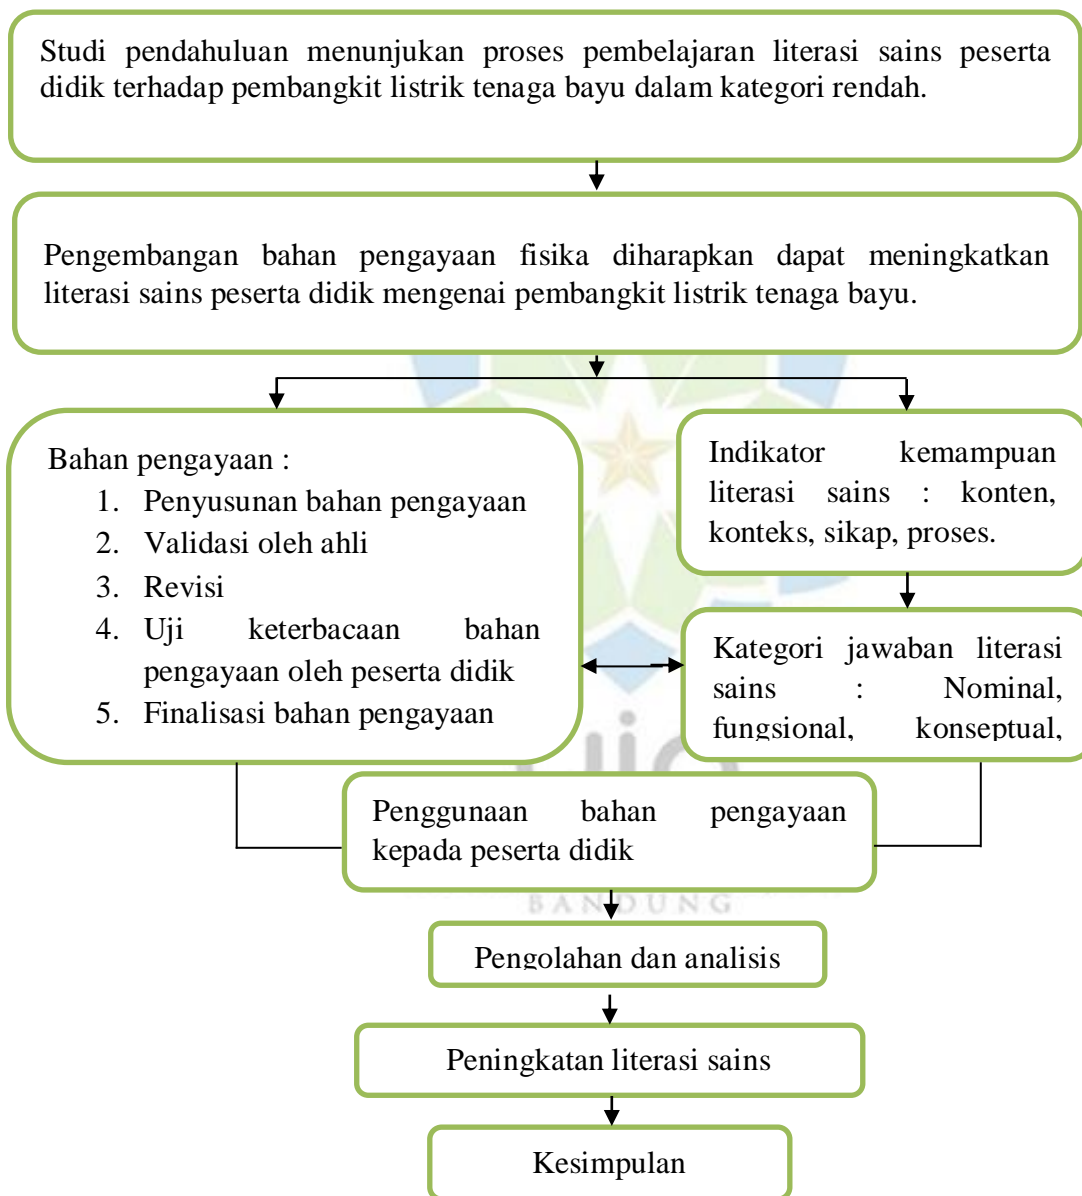 Studi pendahuluan menunjukan proses pembelajaran literasi sains peserta
didik terhadap pembangkit listrik tenaga bayu dalam kategori rendah.
Pengembangan bahan pengayaan fisika diharapkan dapat meningkatkan
literasi sains peserta didik mengenai pembangkit listrik tenaga bayu.
Bahan pengayaan :
1. Penyusunan bahan pengayaan
2. Validasi oleh ahli
3. Revisi
4. Uji keterbacaan bahan
pengayaan oleh peserta didik
5. Finalisasi bahan pengayaan
Indikator kemampuan
literasi sains : konten,
konteks, sikap, proses.
Kategori jawaban literasi
sains : Nominal,
fungsional, konseptual,
Penggunaan bahan pengayaan
kepada peserta didik
BANDUNG
Pengolahan dan analisis
Peningkatan literasi sains
Kesimpulan